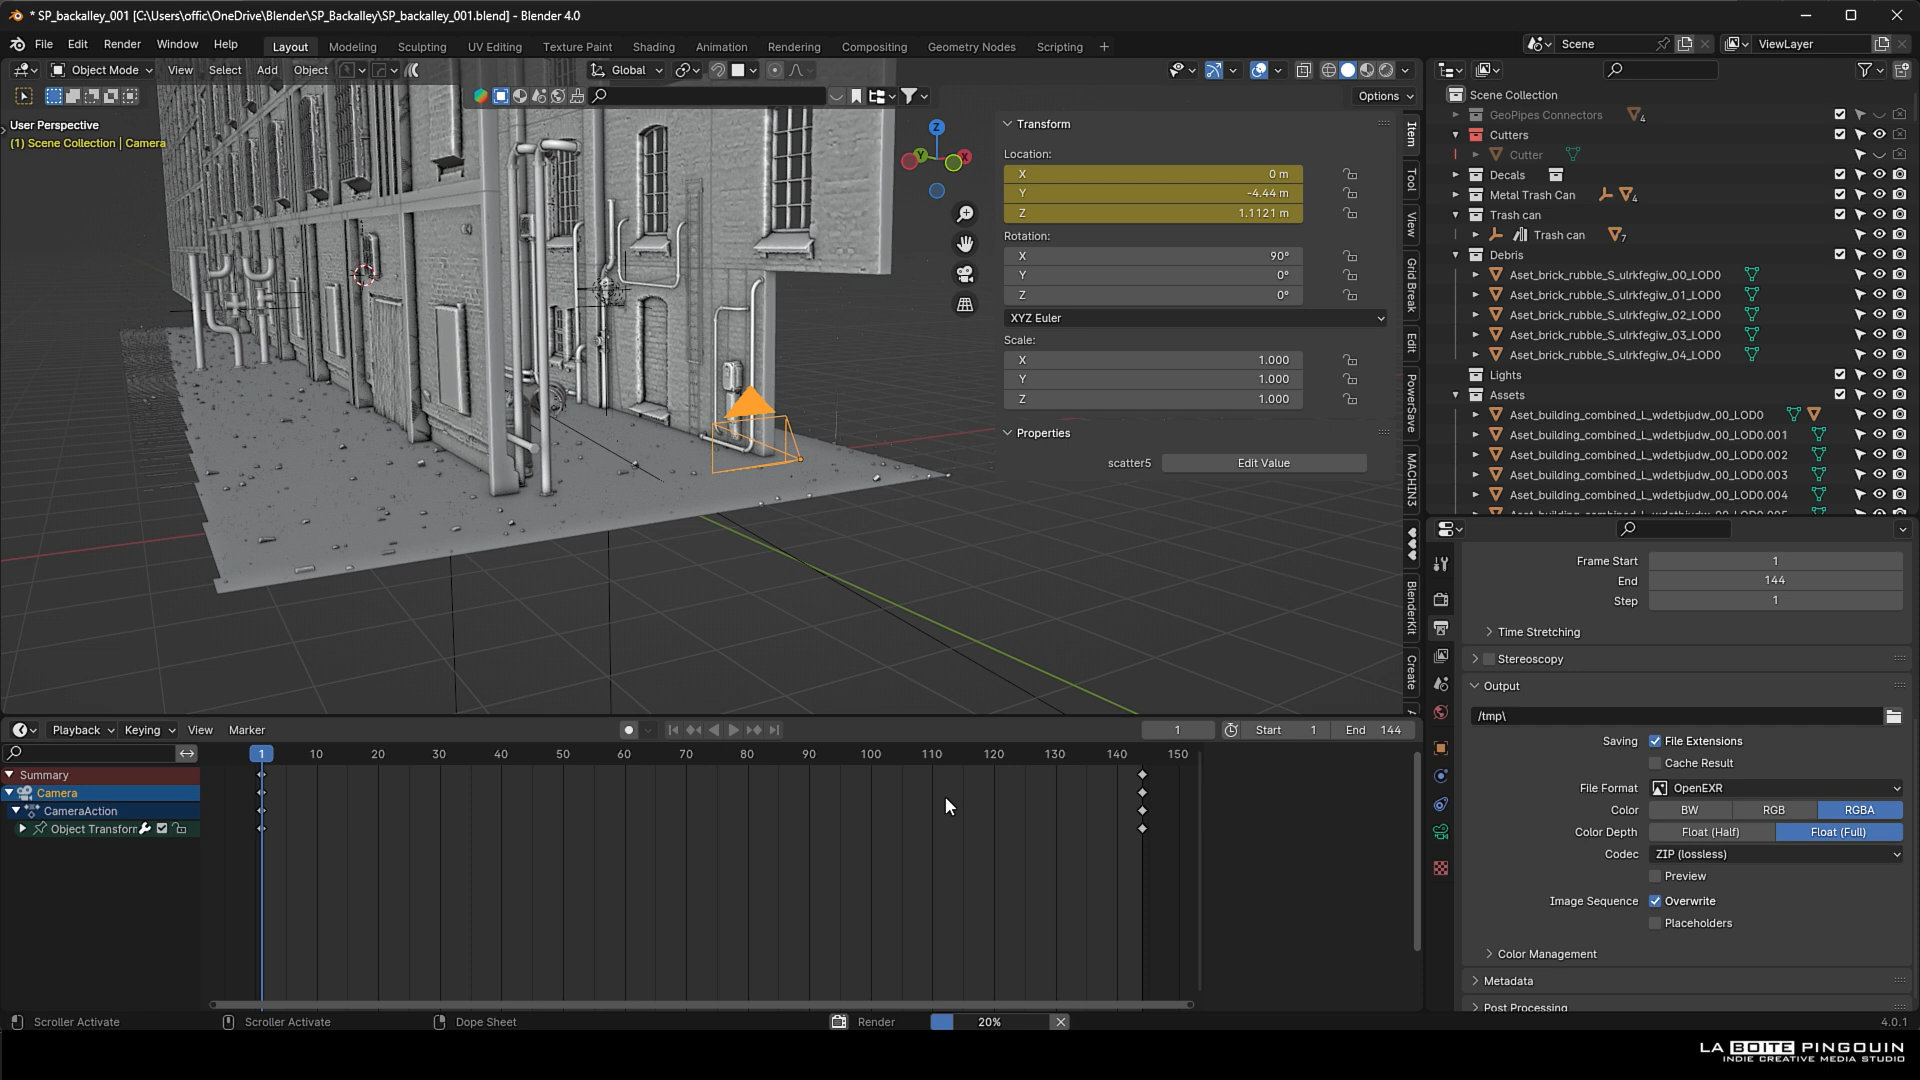 * SP_backalley_001 [C:\Users\offic\OneDrive\Blender\SP_Backalley\SP_backalley_001.blend] - Blender 4.0
File Edit Render Window Help Layout Modeling Sculpting UV Editing Texture Paint Shading Animation Rendering Compositing Geometry Nodes Scripting + Scene ViewLayer
Object Mode View Select Add Object Global
Options
User Perspective
(1) Scene Collection | Camera
Z
Y
X
Transform
Location:
X 0 m
Y -4.44 m
Z 1.1121 m
Rotation:
X 90°
Y 0°
Z 0°
XYZ Euler
Scale:
X 1.000
Y 1.000
Z 1.000
Properties
scatter5 Edit Value
Item
Tool
View
Grid Break
Edit
PowerSave
MACHIN3
♥♥♥
BlenderKit
Create
Scene Collection
GeoPipes Connectors 4
Cutters
Cutter
Decals
Metal Trash Can 4
Trash can
Trash can 7
Debris
Aset_brick_rubble_S_ulrkfegiw_00_LOD0
Aset_brick_rubble_S_ulrkfegiw_01_LOD0
Aset_brick_rubble_S_ulrkfegiw_02_LOD0
Aset_brick_rubble_S_ulrkfegiw_03_LOD0
Aset_brick_rubble_S_ulrkfegiw_04_LOD0
Lights
Assets
Aset_building_combined_L_wdetbjudw_00_LOD0
Aset_building_combined_L_wdetbjudw_00_LOD0.001
Aset_building_combined_L_wdetbjudw_00_LOD0.002
Aset_building_combined_L_wdetbjudw_00_LOD0.003
Aset_building_combined_L_wdetbjudw_00_LOD0.004
Frame Start 1
End 144
Step 1
Time Stretching
Stereoscopy
Output
/tmp\
Saving File Extensions
Cache Result
File Format OpenEXR
Color BW RGB RGBA
Color Depth Float (Half) Float (Full)
Codec ZIP (lossless)
Preview
Image Sequence Overwrite
Placeholders
Color Management
Metadata
Post Processing
Playback Keying View Marker 1 Start 1 End 144
1 10 20 30 40 50 60 70 80 90 100 110 120 130 140 150
Summary
Camera
CameraAction
Object Transforn
Scroller Activate Scroller Activate Dope Sheet Render 20% 4.0.1
LA BOITE PINGOUIN
INDIE CREATIVE MEDIA STUDIO